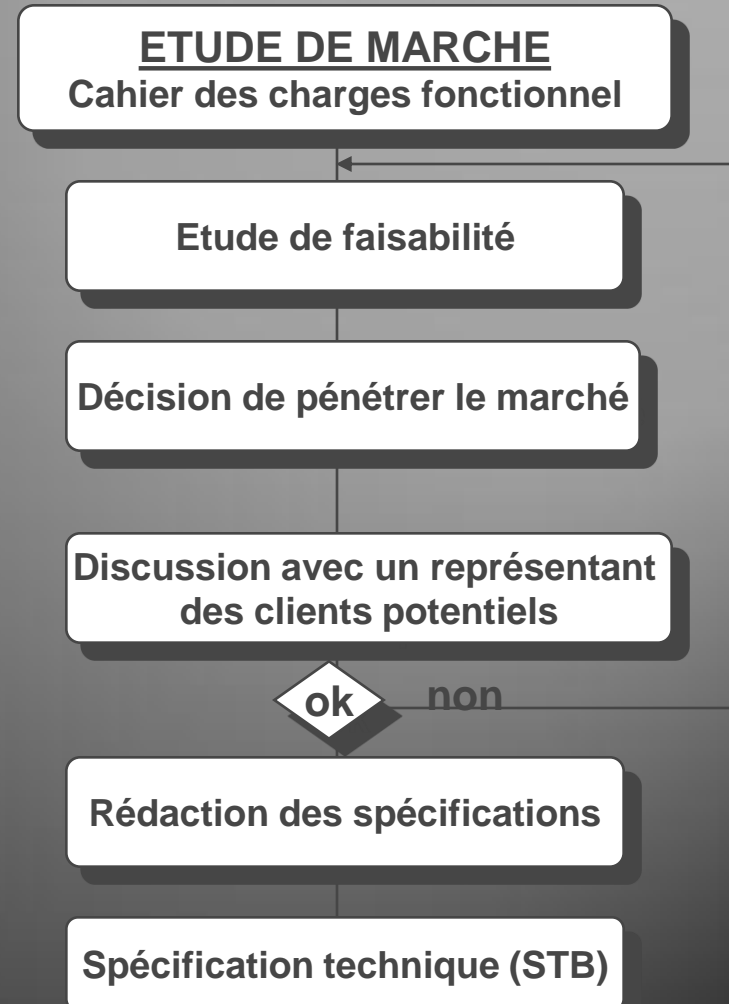 ETUDE DE MARCHE
Cahier des charges fonctionnel
Etude de faisabilité
Décision de pénétrer le marché
Discussion avec un représentant
des clients potentiels
ok non
Rédaction des spécifications
Spécification technique (STB)